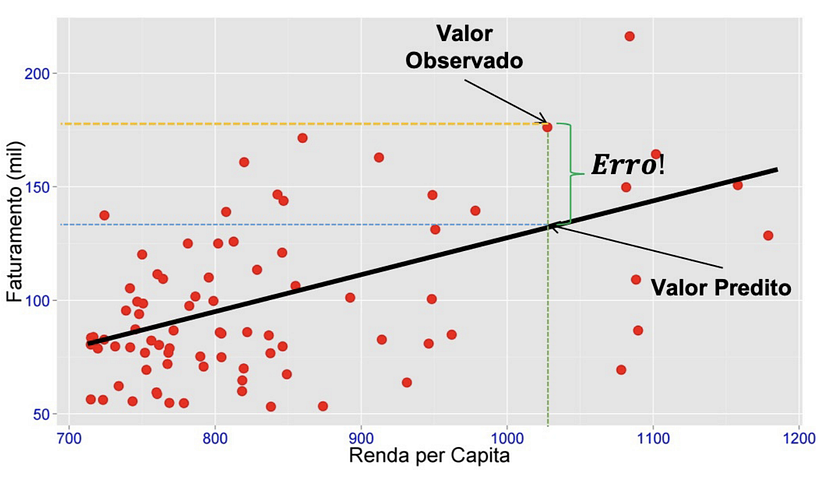 Valor
Observado
Erro!
Valor Predito
Faturamento (mil)
200
150
100
50
700
800
900
1000
1100
1200
Renda per Capita